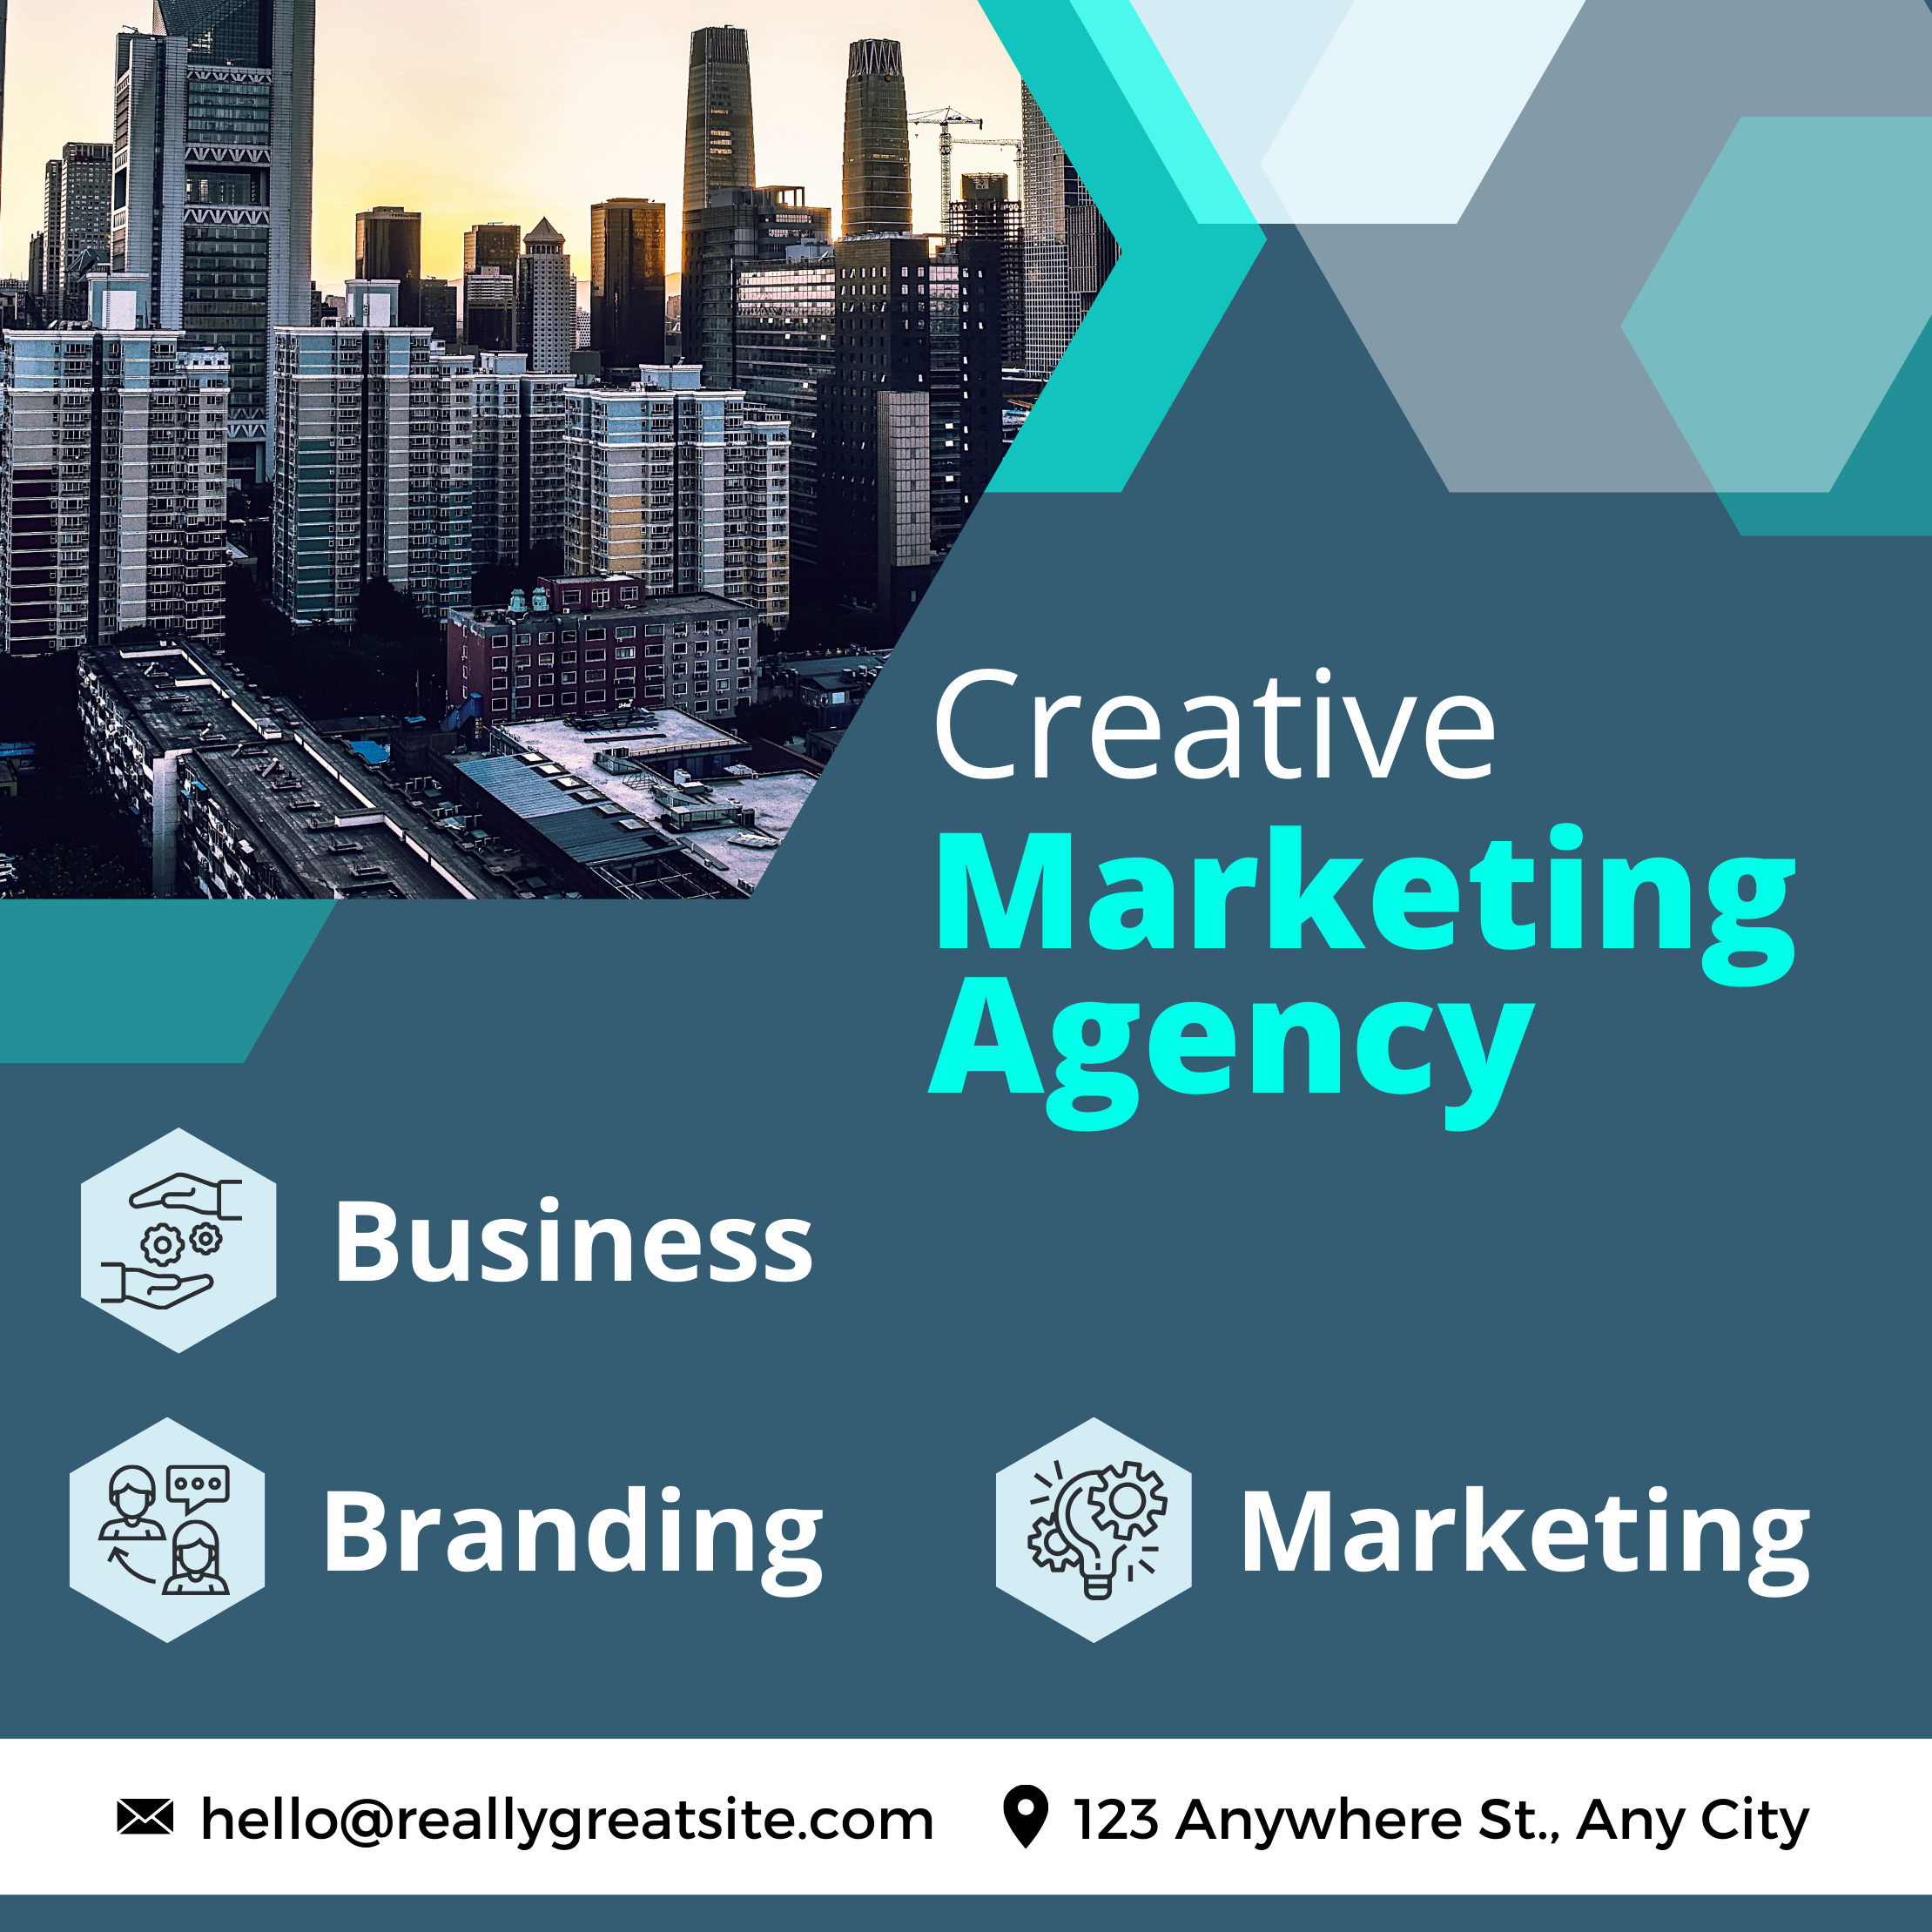 Creative
Marketing
Agency
Business
Branding
Marketing
hello@reallygreatsite.com
123 Anywhere St., Any City